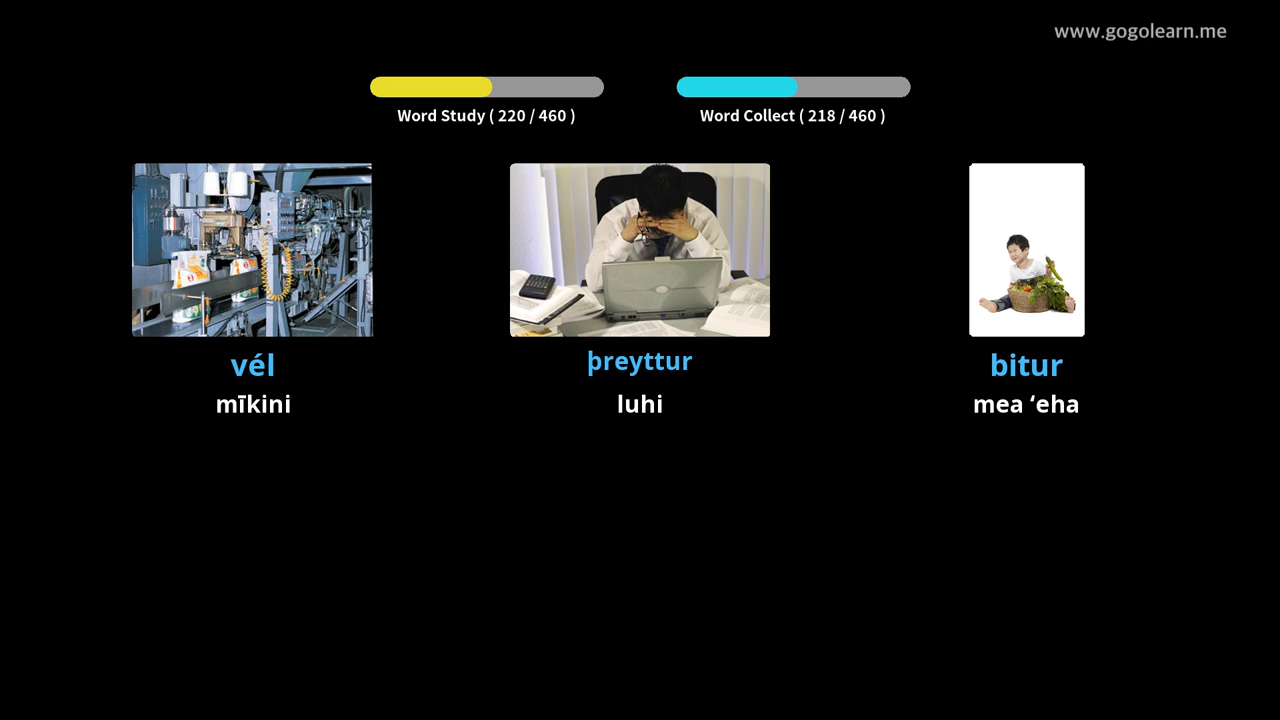 www.gogolearn.me
Word Study ( 220 / 460 )
Word Collect ( 218 / 460 )
vél
mīkini
þreyttur
luhi
bitur
mea ʻeha